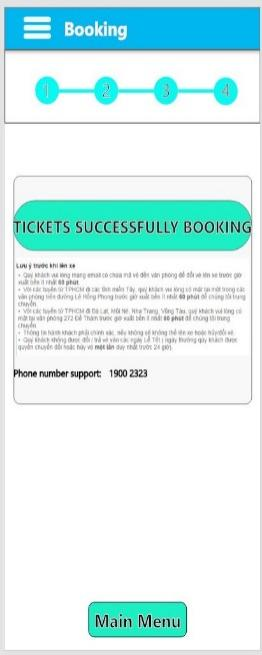 Booking
1 2 3 4
TICKETS SUCCESSFULLY BOOKING
Lưu ý trước khi lên xe
• Quý khách vui lòng mang email có chứa mã vé đến văn phòng để đổi vé lên xe trước giờ
xuất bến ít nhất 60 phút
• Với các tuyến từ TPHCM đi các tỉnh miền Tây, quý khách vui lòng có mặt tại một trong các
văn phòng trên đường Lê Hồng Phong trước giờ xuất bến ít nhất 60 phút để chúng tôi trung
chuyển.
• Với các tuyến từ TPHCM đi Đà Lạt, Mũi Né, Nha Trang, Vũng Tàu, quý khách vui lòng có
mặt tại văn phòng 272 Đề Thám trước giờ xuất bến ít nhất 60 phút để chúng tôi trung
chuyển.
• Thông tin hành khách phải chính xác, nếu không sẽ không thể lên xe hoặc hủy/đổi vé.
• Quý khách không được đổi / trả vé vào các ngày Lễ Tết ( ngày thường quý khách được
quyền chuyển đổi hoặc hủy vé một lần duy nhất trước 24 giờ).
Phone number support: 1900 2323
Main Menu